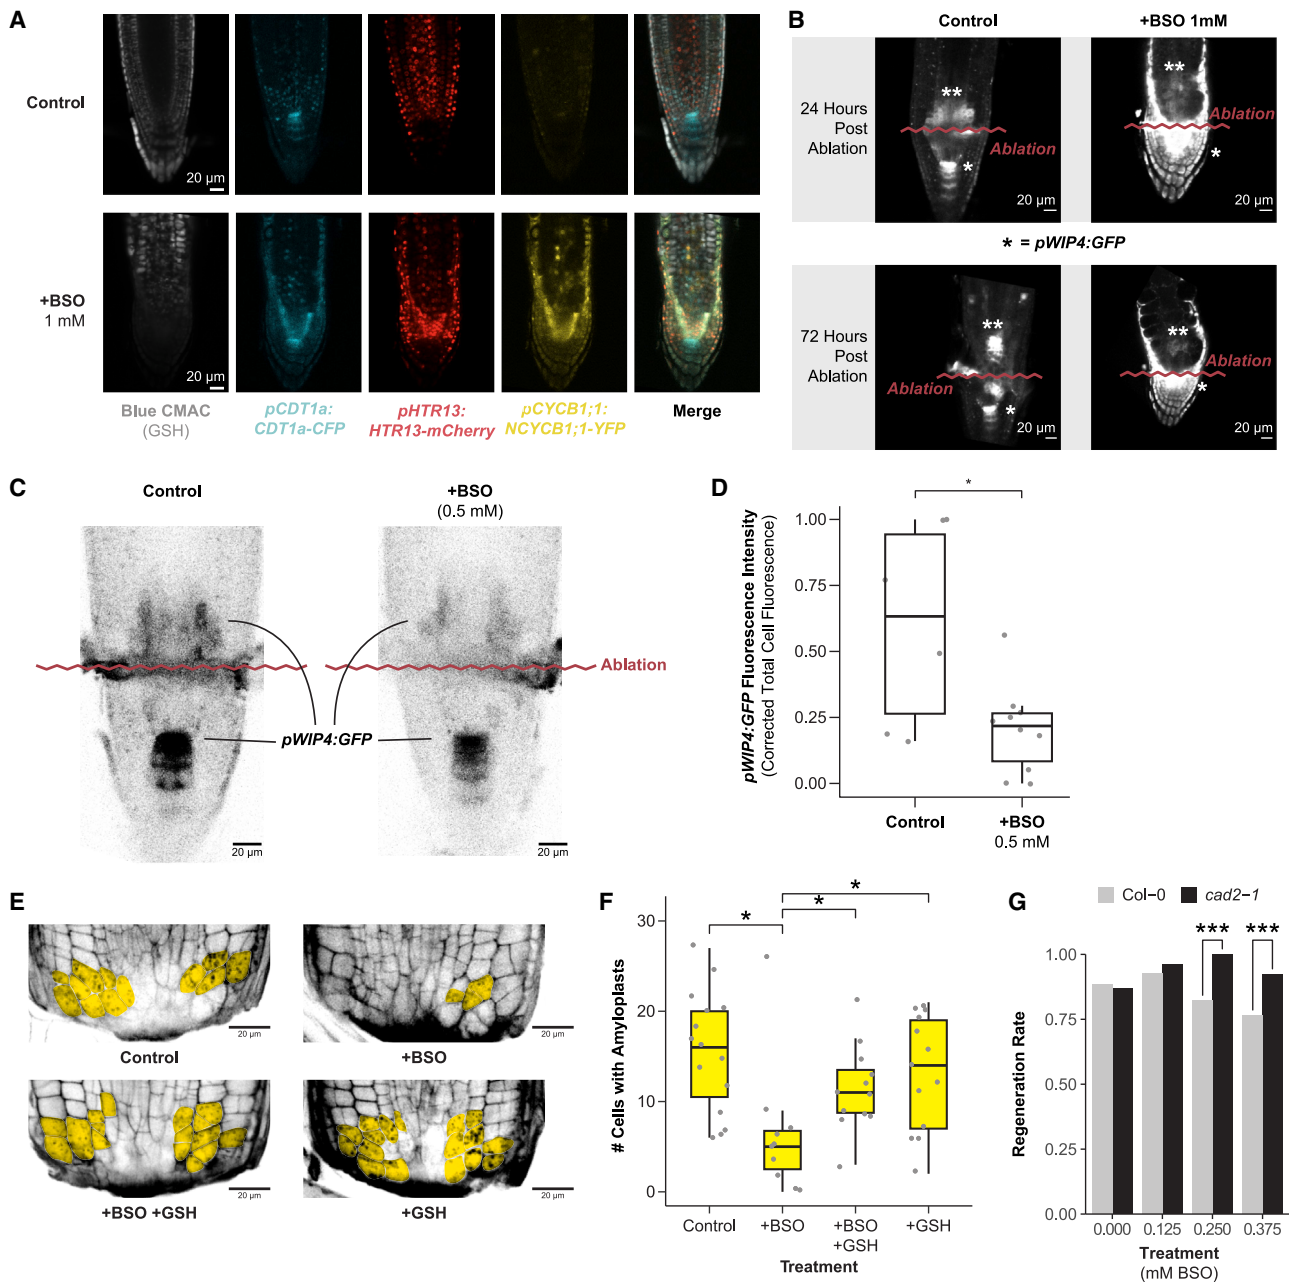 A
Control
20 µm
+BSO
1 mM
20 µm
Blue CMAC
(GSH)
pCDT1a:
CDT1a-CFP
pHTR13:
HTR13-mCherry
pCYCB1;1:
NCYCB1;1-YFP
Merge
B
Control
+BSO 1mM
24 Hours
Post
Ablation
**
Ablation
*
20 µm
**
Ablation
*
20 µm
* = pWIP4:GFP
72 Hours
Post
Ablation
**
Ablation
*
20 µm
**
Ablation
*
20 µm
C
Control
+BSO
(0.5 mM)
Ablation
pWIP4:GFP
20 µm
20 µm
D
*
pWIP4:GFP Fluorescence Intensity
(Corrected Total Cell Fluorescence)
1.00
0.75
0.50
0.25
0.00
Control
+BSO
0.5 mM
E
20 µm
Control
20 µm
+BSO
20 µm
+BSO +GSH
20 µm
+GSH
F
# Cells with Amyloplasts
30
20
10
0
*
*
*
Control
+BSO
+BSO
+GSH
+GSH
Treatment
G
Col-0
cad2-1
***
***
Regeneration Rate
1.00
0.75
0.50
0.25
0.00
0.000
0.125
0.250
0.375
Treatment
(mM BSO)